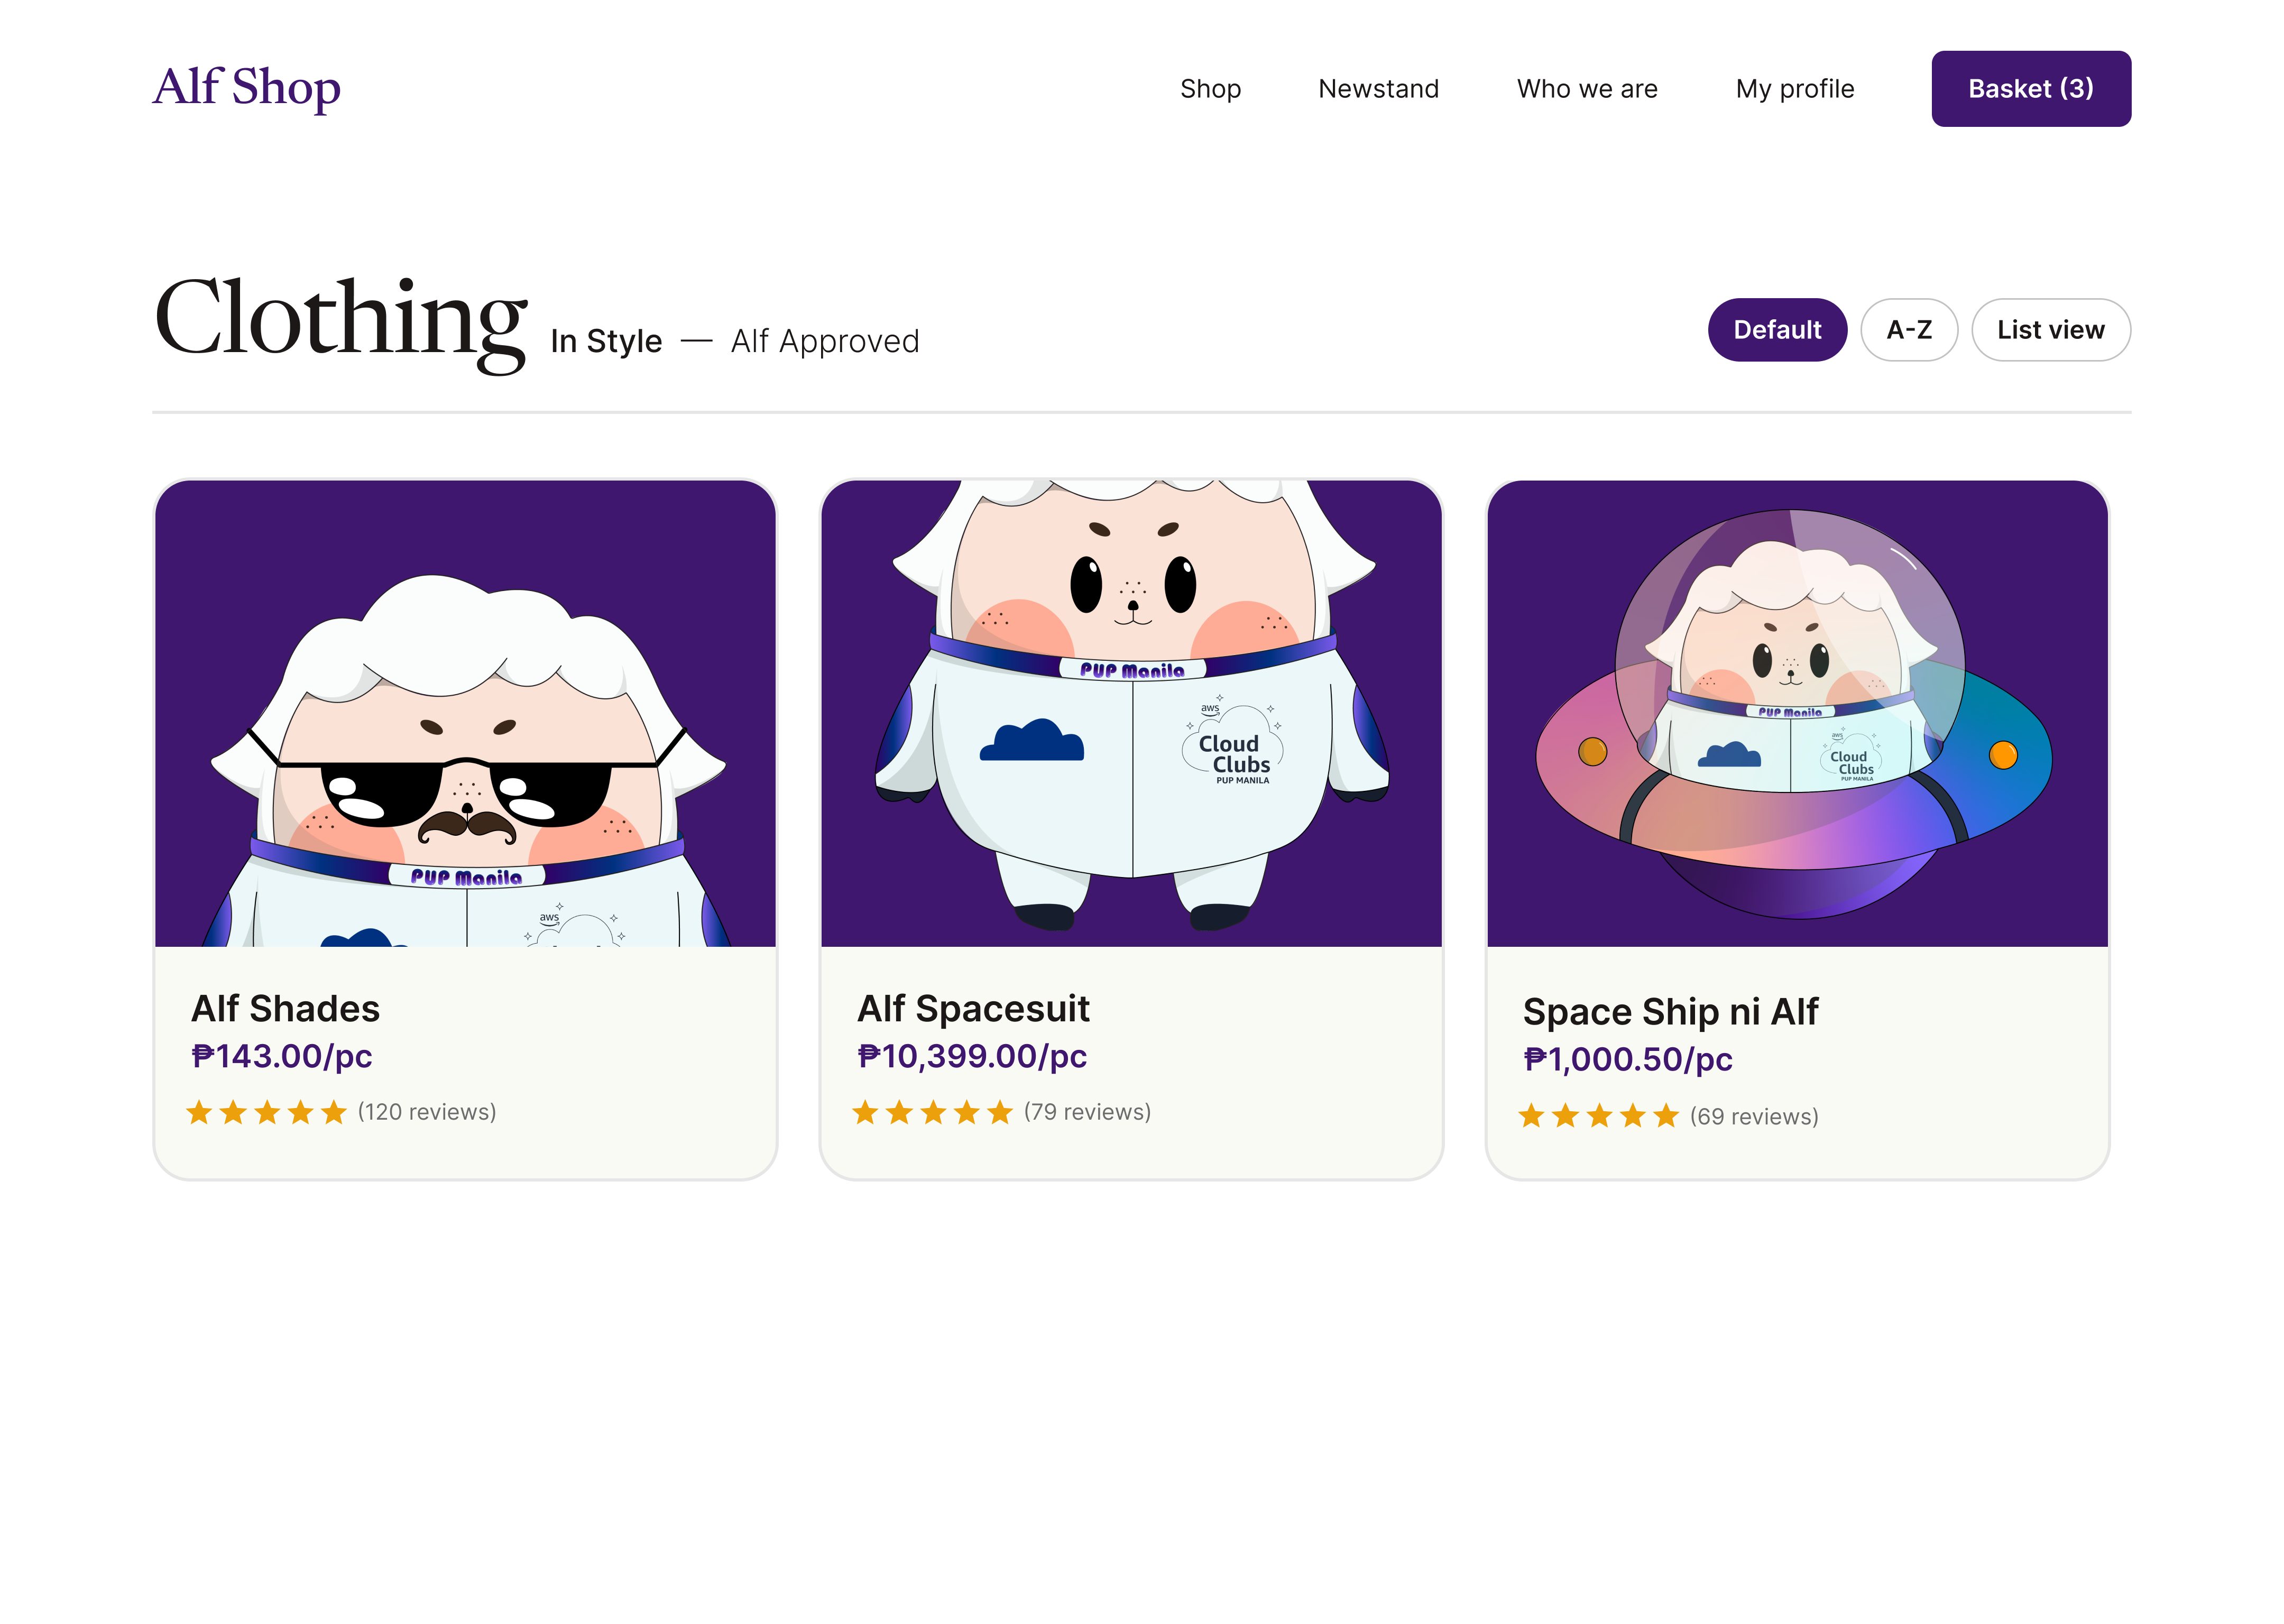 Alf Shop
Shop Newstand Who we are My profile Basket (3)
Clothing In Style — Alf Approved
Default A-Z List view
PUP Manila
aws
PUP Manila
aws
Cloud
Clubs
PUP MANILA
PUP Manila
aws
Cloud
Clubs
PUP MANILA
Alf Shades
₱143.00/pc
(120 reviews)
Alf Spacesuit
₱10,399.00/pc
(79 reviews)
Space Ship ni Alf
₱1,000.50/pc
(69 reviews)